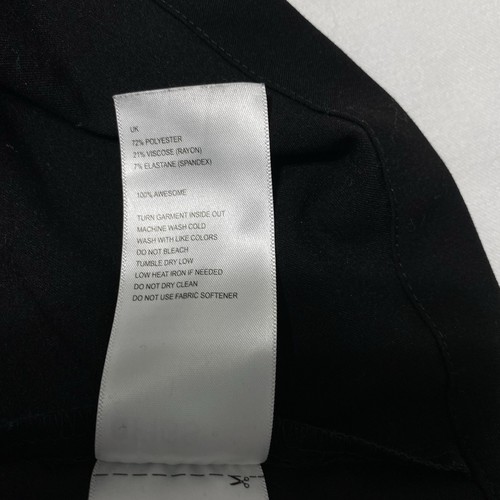 UK
72% POLYESTER
21% VISCOSE (RAYON)
7% ELASTANE (SPANDEX)
100% AWESOME
TURN GARMENT INSIDE OUT
MACHINE WASH COLD
WASH WITH LIKE COLORS
DO NOT BLEACH
TUMBLE DRY LOW
LOW HEAT IRON IF NEEDED
DO NOT DRY CLEAN
DO NOT USE FABRIC SOFTENER